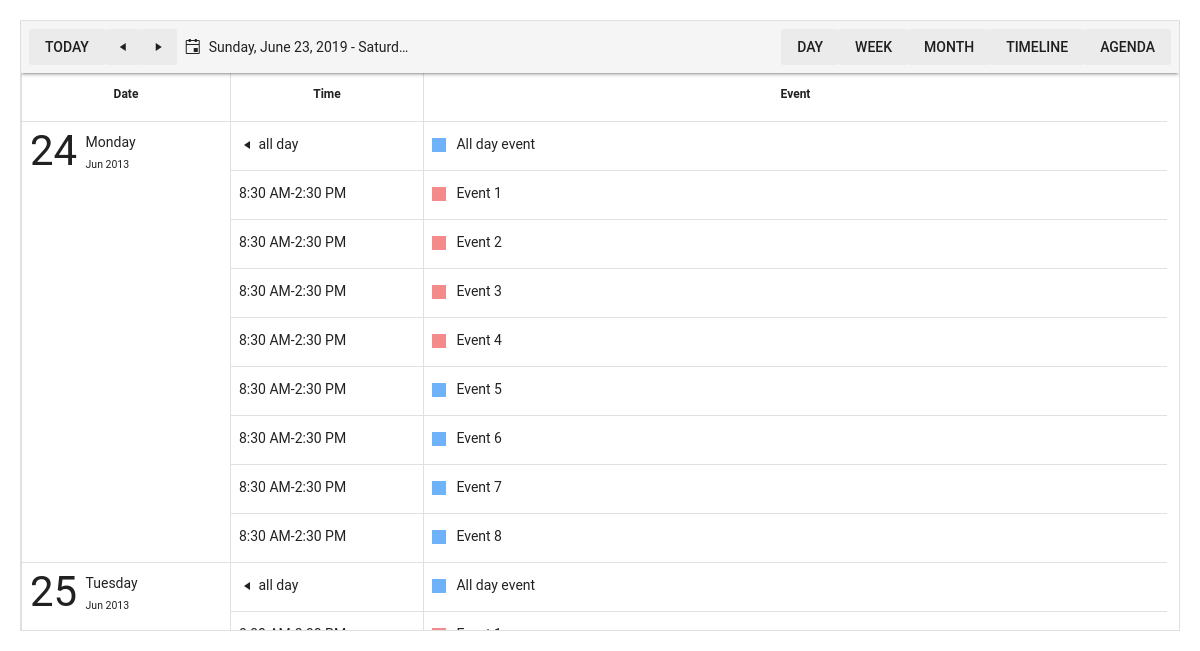 TODAY Sunday, June 23, 2019 - Saturd... DAY WEEK MONTH TIMELINE AGENDA
Date Time Event
24 Monday all day All day event
Jun 2013
8:30 AM-2:30 PM Event 1
8:30 AM-2:30 PM Event 2
8:30 AM-2:30 PM Event 3
8:30 AM-2:30 PM Event 4
8:30 AM-2:30 PM Event 5
8:30 AM-2:30 PM Event 6
8:30 AM-2:30 PM Event 7
8:30 AM-2:30 PM Event 8
25 Tuesday all day All day event
Jun 2013